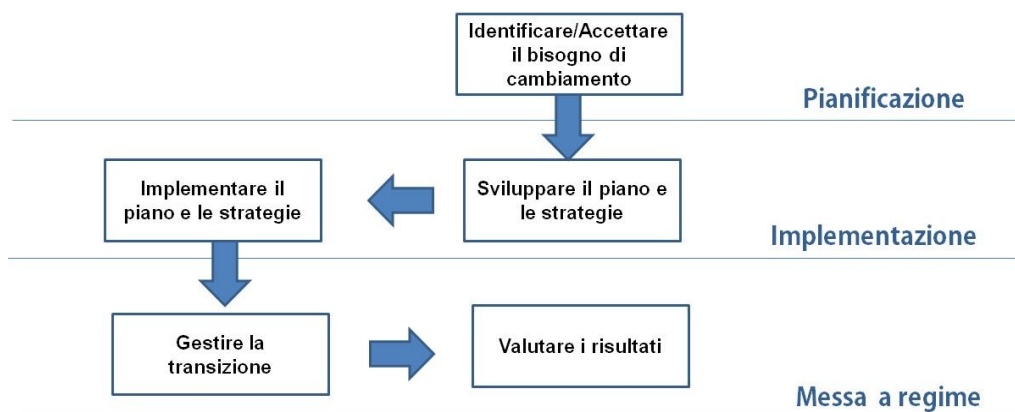 Identificare/Accettare
il bisogno di
cambiamento
Pianificazione
Implementare il
piano e le strategie
Sviluppare il piano e
le strategie
Implementazione
Gestire la
transizione
Valutare i risultati
Messa a regime